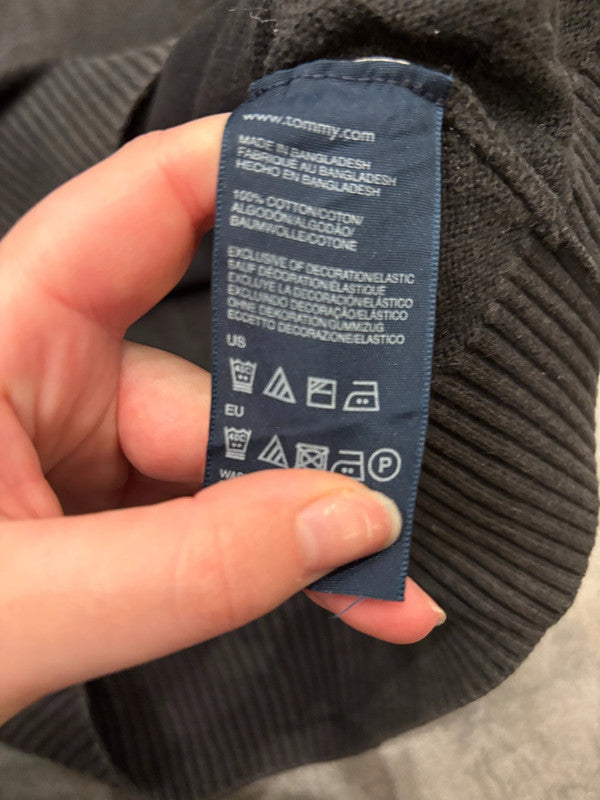 www.tommy.com
MADE IN BANGLADESH
FABRIQUÉ AU BANGLADESH
HECHO EN BANGLADESH
100% COTTON/COTON/
ALGODÓN/ALGODÃO/
BAUMWOLLE/COTONE
EXCLUSIVE OF DECORATION/ELASTIC
SAUF DÉCORATION/ÉLASTIQUE
EXCLUYE LA DECORACIÓN/ELÁSTICO
EXCLUINDO DECORAÇÃO/ELÁSTICO
OHNE DEKORATION/GUMMIZUG
ECCETTO DECORAZIONE/ELASTICO
US
40C
EU
40C P